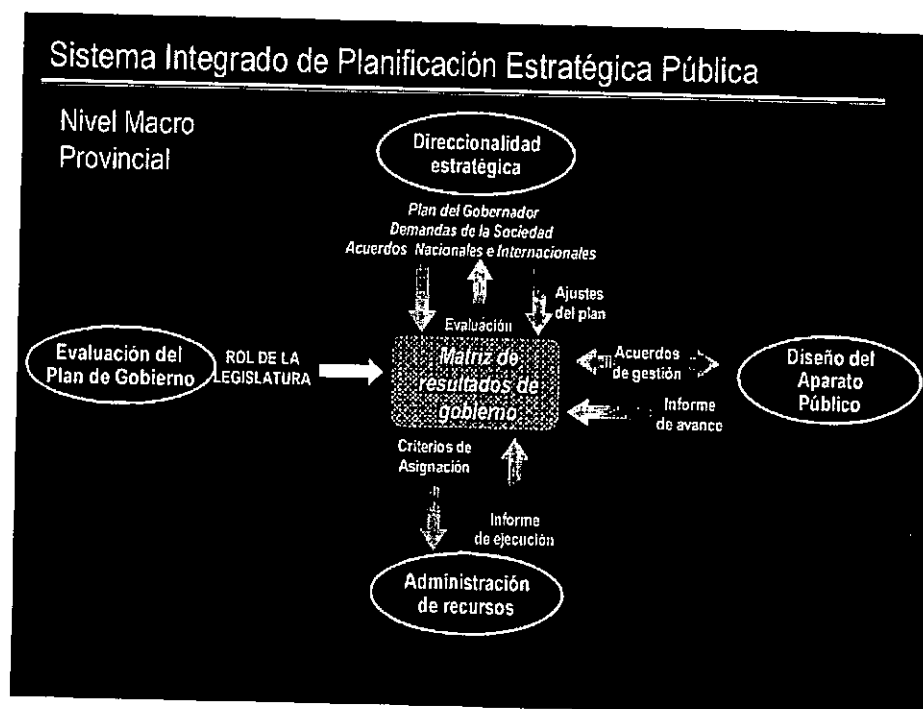 Sistema Integrado de Planificación Estratégica Pública
Nivel Macro
Provincial
Direccionalidad
estratégica
Plan del Gobernador
Demandas de la Sociedad
Acuerdos Nacionales e Internacionales
Ajustes
del plan
Evaluación
Evaluación del
Plan de Gobierno
ROL DE LA
LEGISLATURA
Matriz de
resultados de
gobierno
Acuerdos
de gestión
Diseño del
Aparato
Público
Informe
de avance
Criterios de
Asignación
Informe
de ejecución
Administración
de recursos